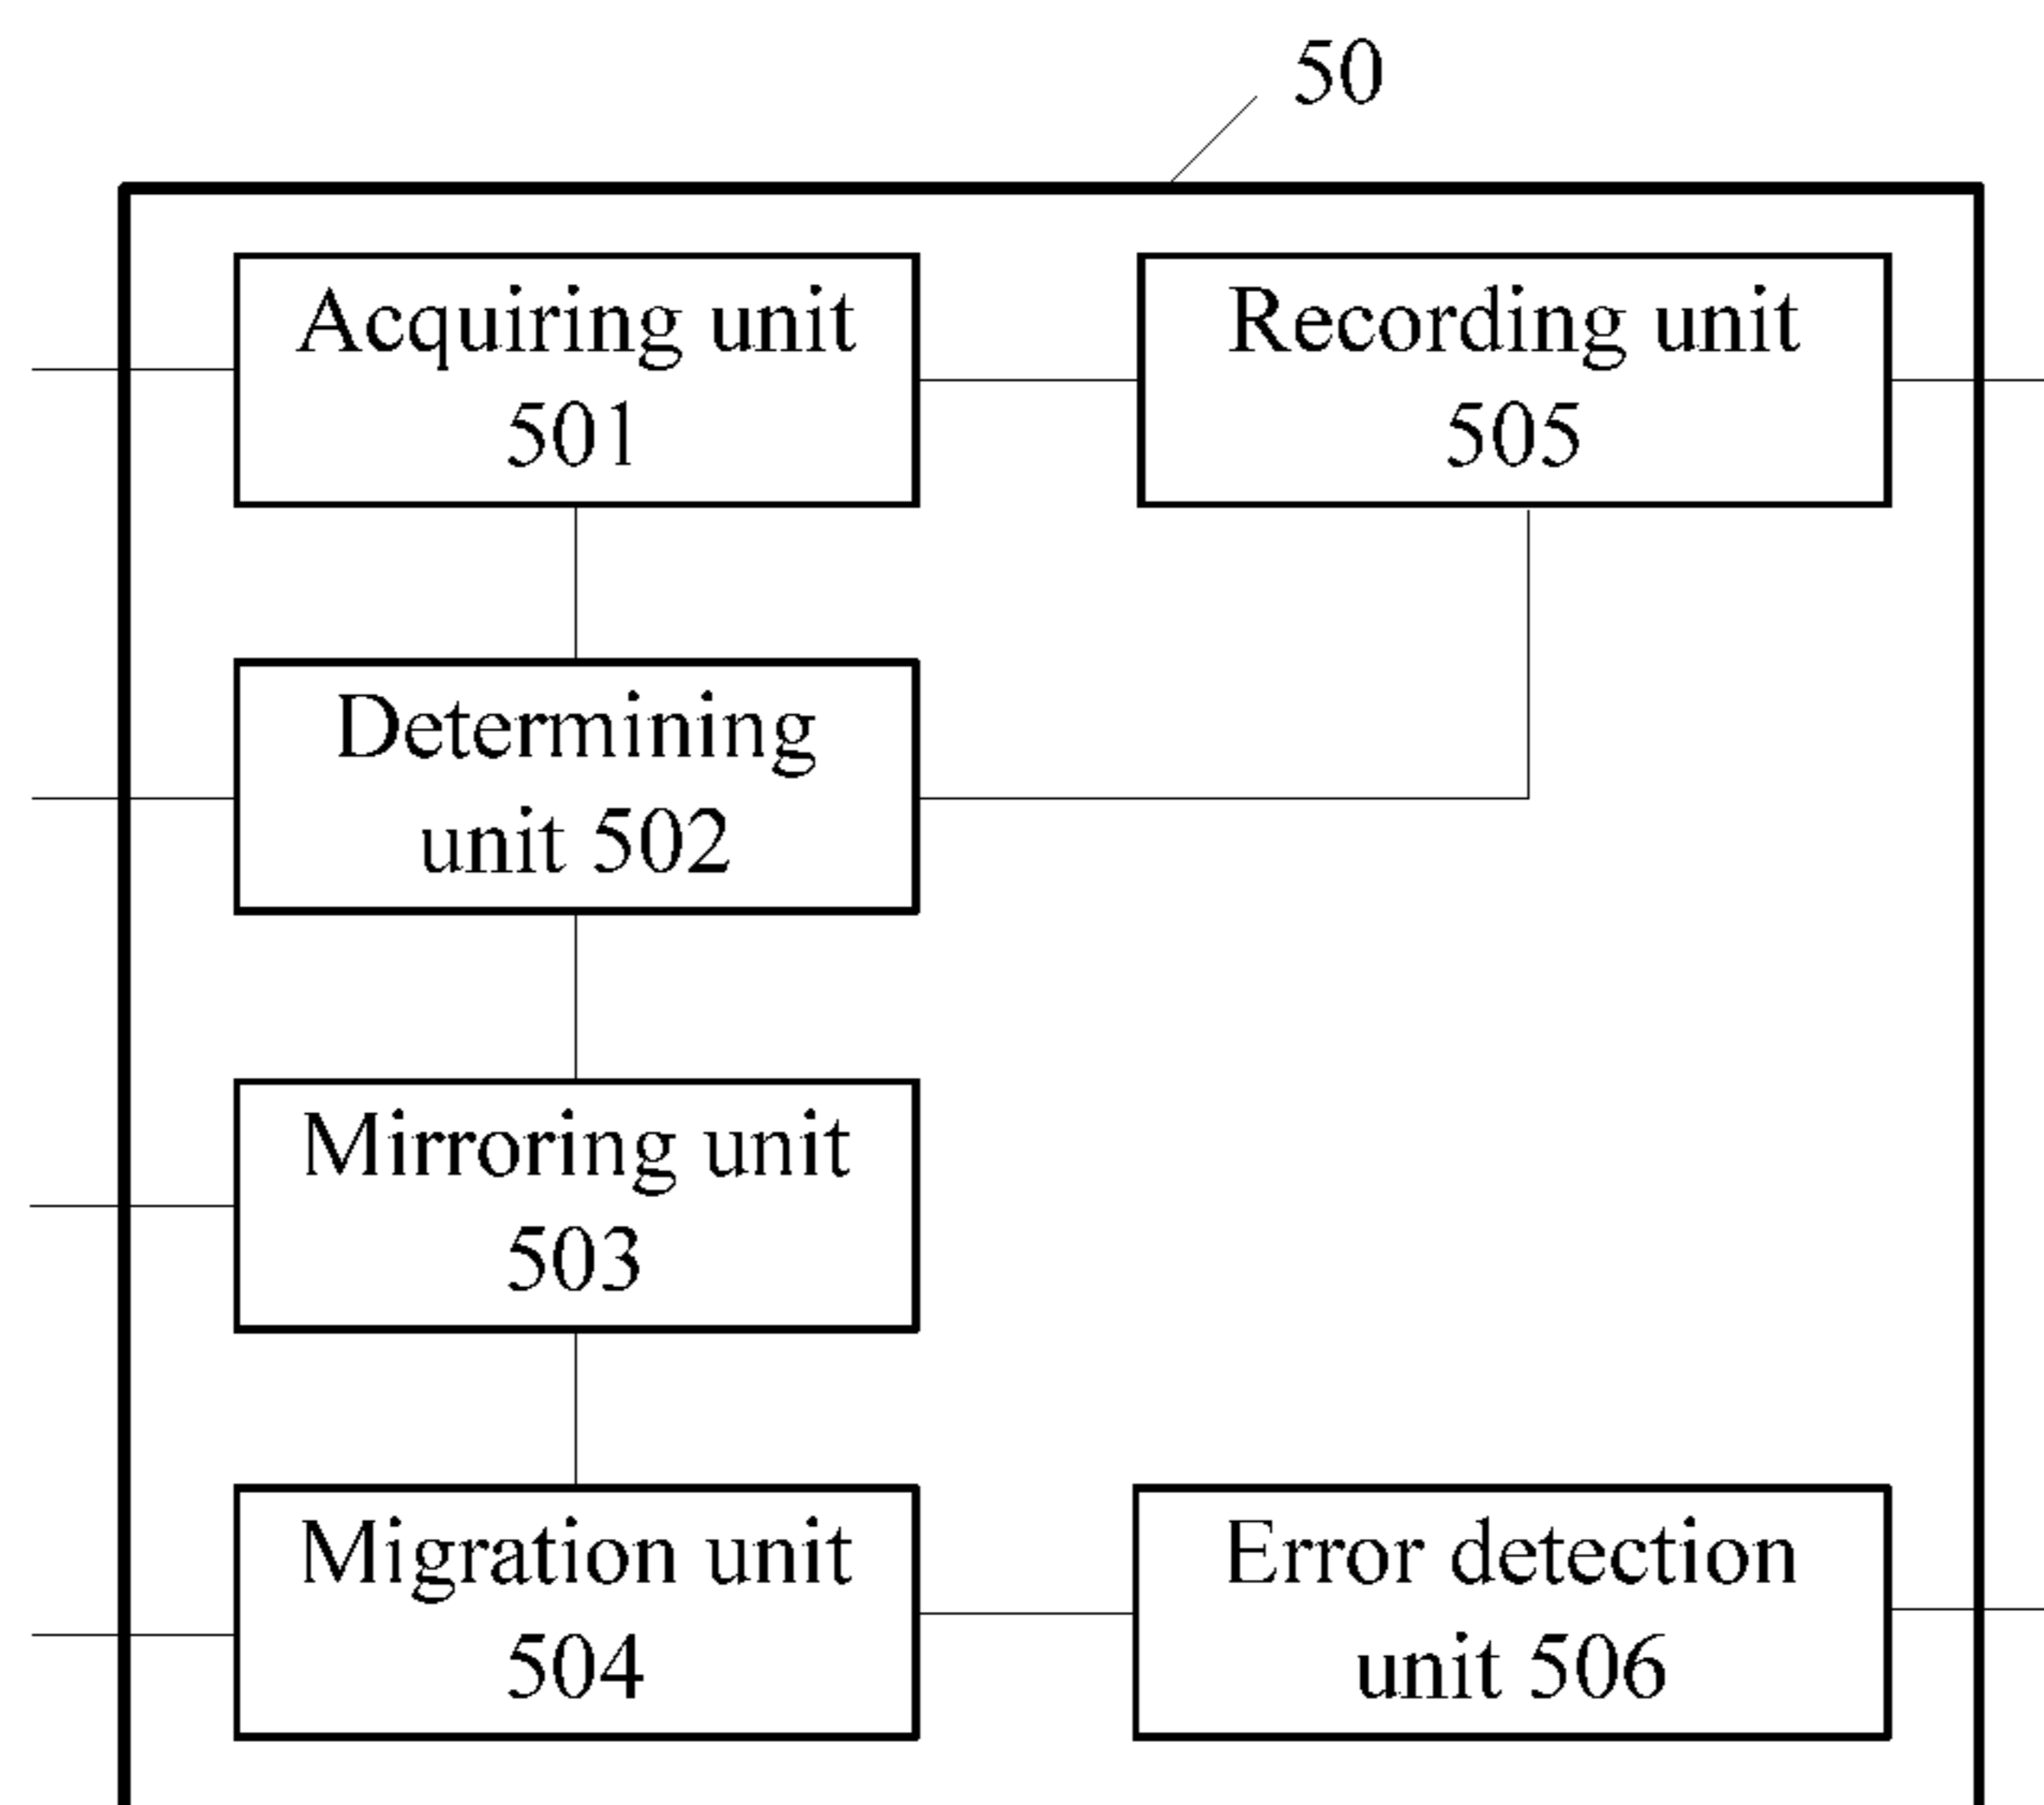 50
Acquiring unit
501
Recording unit
505
Determining
unit 502
Mirroring unit
503
Migration unit
504
Error detection
unit 506